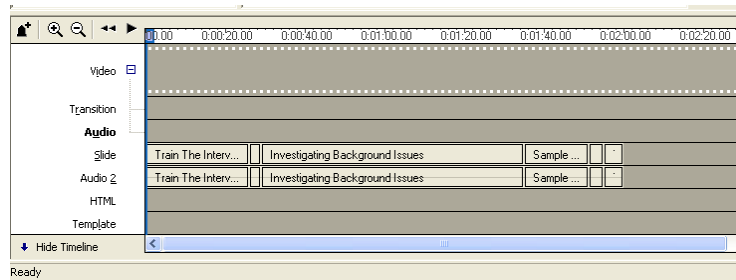 00.00 0:00:20.00 0:00:40.00 0:01:00.00 0:01:20.00 0:01:40.00 0:02:00.00 0:02:20.00
Video
Transition
Audio
Slide Train The Interv... Investigating Background Issues Sample ...
Audio 2 Train The Interv... Investigating Background Issues Sample ...
HTML
Template
Hide Timeline
Ready